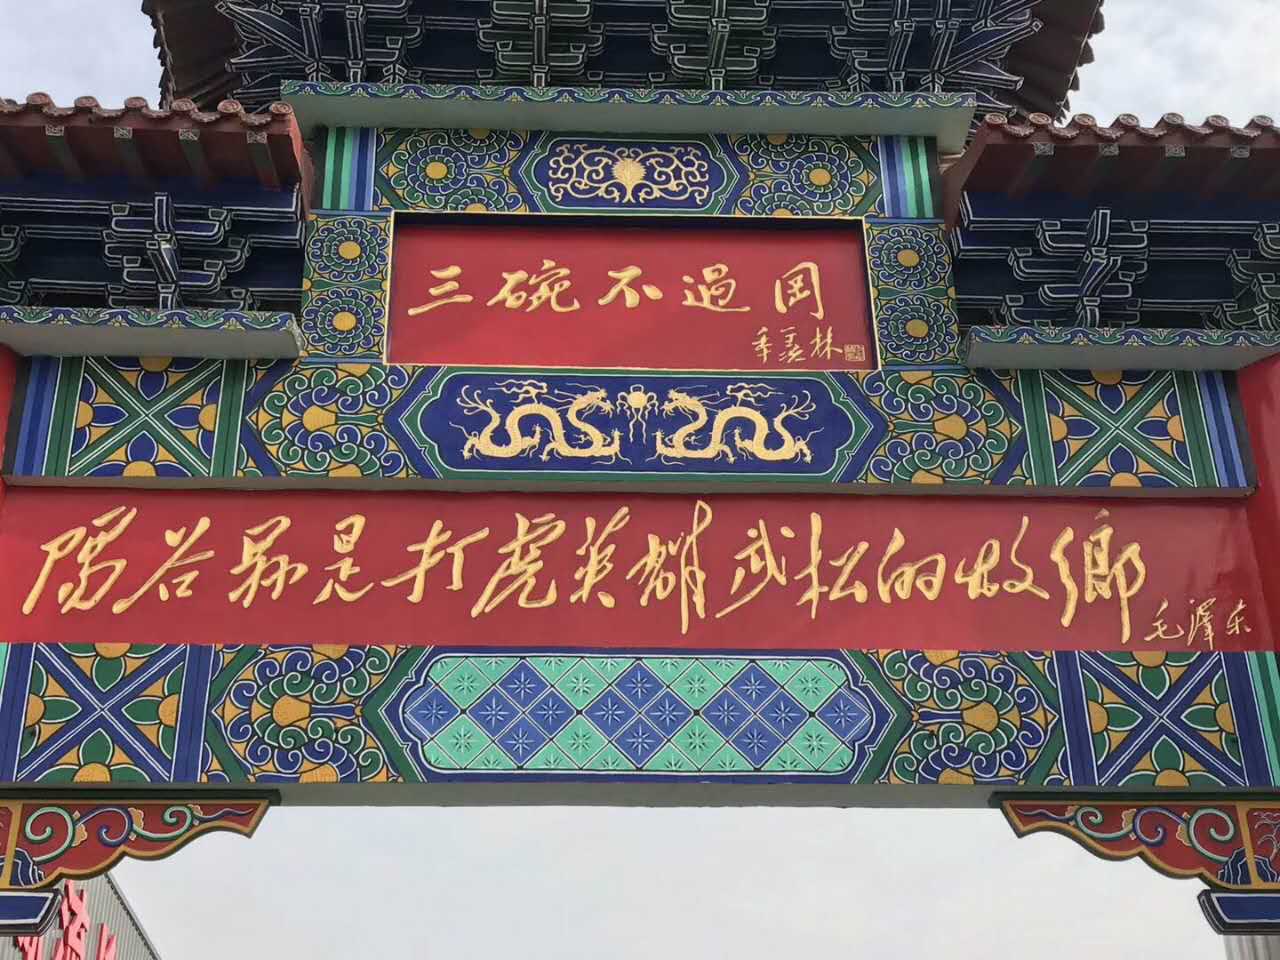 三碗不過岡
季羡林
陽谷县是打虎英雄武松的故鄉
毛澤东